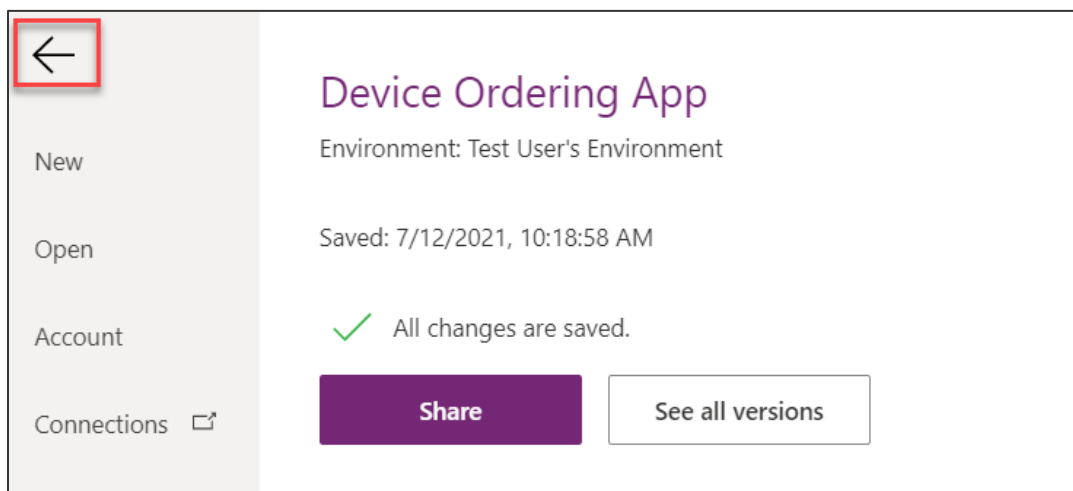 Device Ordering App
Environment: Test User's Environment
New
Saved: 7/12/2021, 10:18:58 AM
Open
All changes are saved.
Account
Share
See all versions
Connections